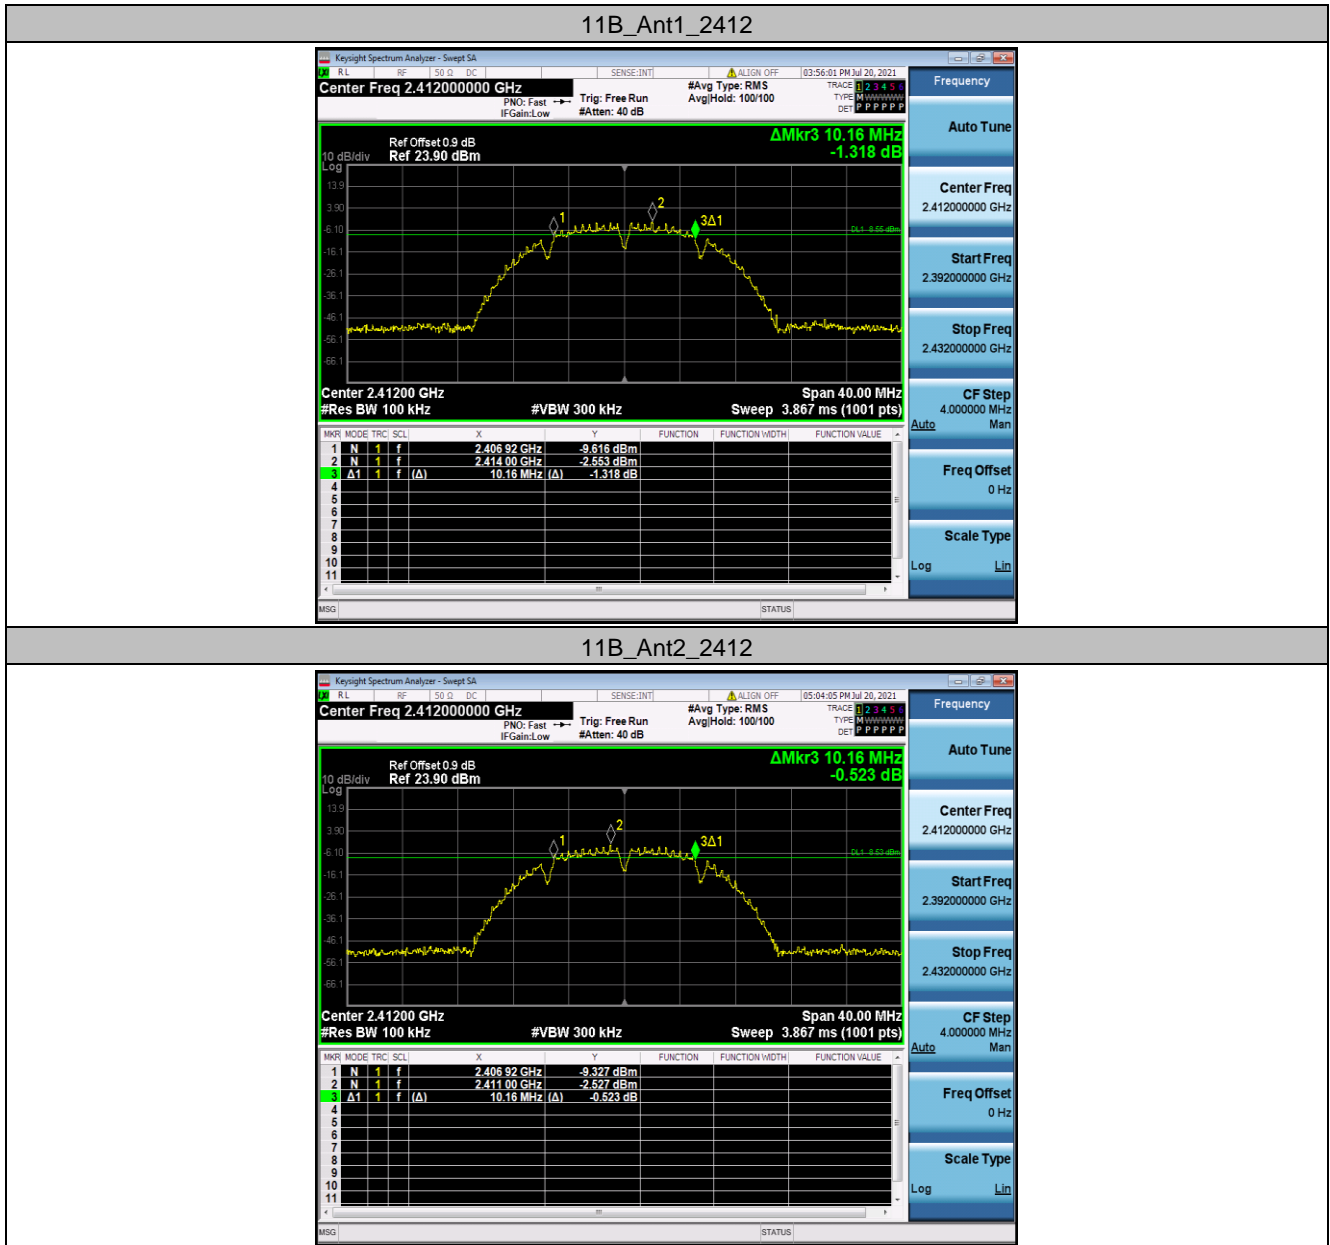 11B_Ant1_2412
Keysight Spectrum Analyzer - Swept SA
RL RF 50 Ω DC SENSE:INT ALIGN OFF 03:56:01 PM Jul 20, 2021
Center Freq 2.412000000 GHz
#Avg Type: RMS
TRACE 1 2 3 4 5 6
PNO: Fast Trig: Free Run Avg|Hold: 100/100
TYPE M WWWWW
IFGain:Low #Atten: 40 dB
DET P P P P P P
Frequency
Auto Tune
Center Freq
2.412000000 GHz
Start Freq
2.392000000 GHz
Stop Freq
2.432000000 GHz
CF Step
4.000000 MHz
Auto Man
Freq Offset
0 Hz
Scale Type
Log Lin
ΔMkr3 10.16 MHz
-1.318 dB
Ref Offset 0.9 dB
10 dB/div Ref 23.90 dBm
Log
13.9
3.90
-6.10
-16.1
-26.1
-36.1
-46.1
-56.1
-66.1
1
2
3Δ1
DL1 -8.55 dBm
Center 2.41200 GHz Span 40.00 MHz
#Res BW 100 kHz #VBW 300 kHz Sweep 3.867 ms (1001 pts)
MKR MODE TRC SCL X Y FUNCTION FUNCTION WIDTH FUNCTION VALUE
1 N 1 f 2.406 92 GHz -9.616 dBm
2 N 1 f 2.414 00 GHz -2.553 dBm
3 Δ1 1 f (Δ) 10.16 MHz (Δ) -1.318 dB
4
5
6
7
8
9
10
11
MSG STATUS
11B_Ant2_2412
Keysight Spectrum Analyzer - Swept SA
RL RF 50 Ω DC SENSE:INT ALIGN OFF 05:04:05 PM Jul 20, 2021
Center Freq 2.412000000 GHz
#Avg Type: RMS
TRACE 1 2 3 4 5 6
PNO: Fast Trig: Free Run Avg|Hold: 100/100
TYPE M WWWWW
IFGain:Low #Atten: 40 dB
DET P P P P P P
Frequency
Auto Tune
Center Freq
2.412000000 GHz
Start Freq
2.392000000 GHz
Stop Freq
2.432000000 GHz
CF Step
4.000000 MHz
Auto Man
Freq Offset
0 Hz
Scale Type
Log Lin
ΔMkr3 10.16 MHz
-0.523 dB
Ref Offset 0.9 dB
10 dB/div Ref 23.90 dBm
Log
13.9
3.90
-6.10
-16.1
-26.1
-36.1
-46.1
-56.1
-66.1
1
2
3Δ1
DL1 -8.53 dBm
Center 2.41200 GHz Span 40.00 MHz
#Res BW 100 kHz #VBW 300 kHz Sweep 3.867 ms (1001 pts)
MKR MODE TRC SCL X Y FUNCTION FUNCTION WIDTH FUNCTION VALUE
1 N 1 f 2.406 92 GHz -9.327 dBm
2 N 1 f 2.411 00 GHz -2.527 dBm
3 Δ1 1 f (Δ) 10.16 MHz (Δ) -0.523 dB
4
5
6
7
8
9
10
11
MSG STATUS